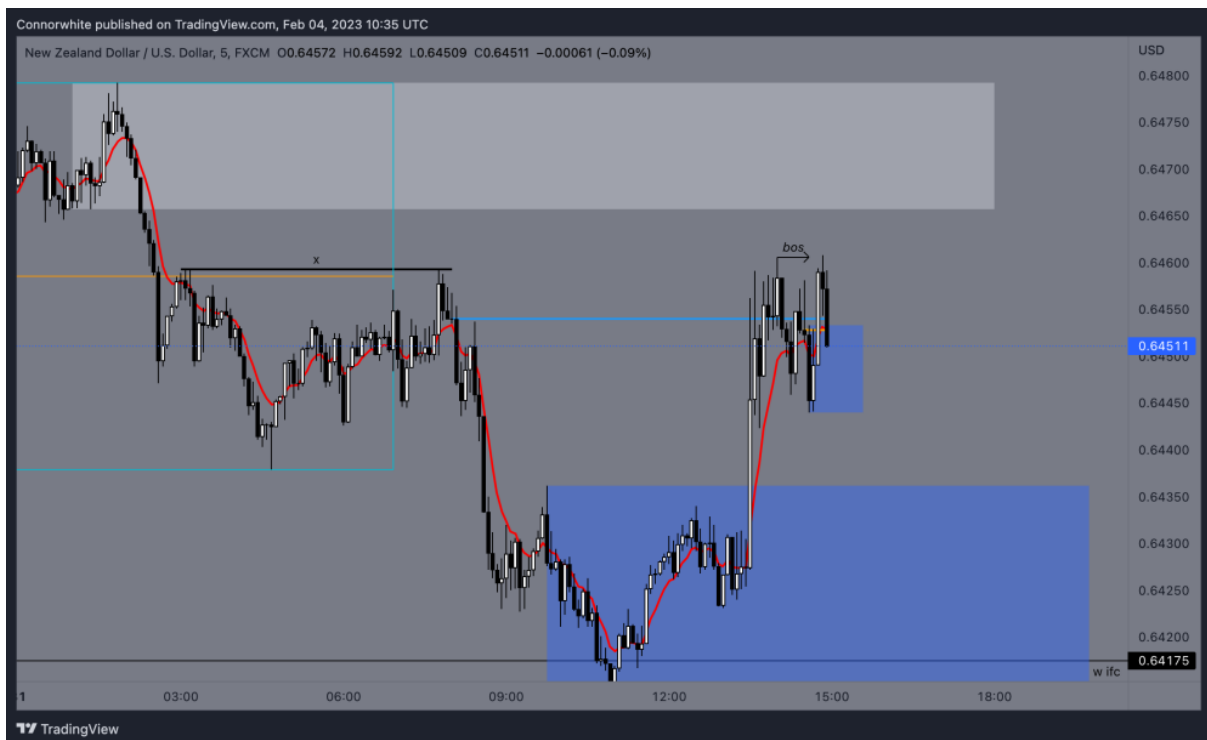 Connorwhite published on TradingView.com, Feb 04, 2023 10:35 UTC
New Zealand Dollar / U.S. Dollar, 5, FXCM O0.64572 H0.64592 L0.64509 C0.64511 −0.00061 (−0.09%)
USD
0.64800
0.64750
0.64700
0.64650
bos
x
0.64600
0.64550
0.64511
0.64500
0.64450
0.64400
0.64350
0.64300
0.64250
0.64200
0.64175
w ifc
1 03:00 06:00 09:00 12:00 15:00 18:00
TradingView